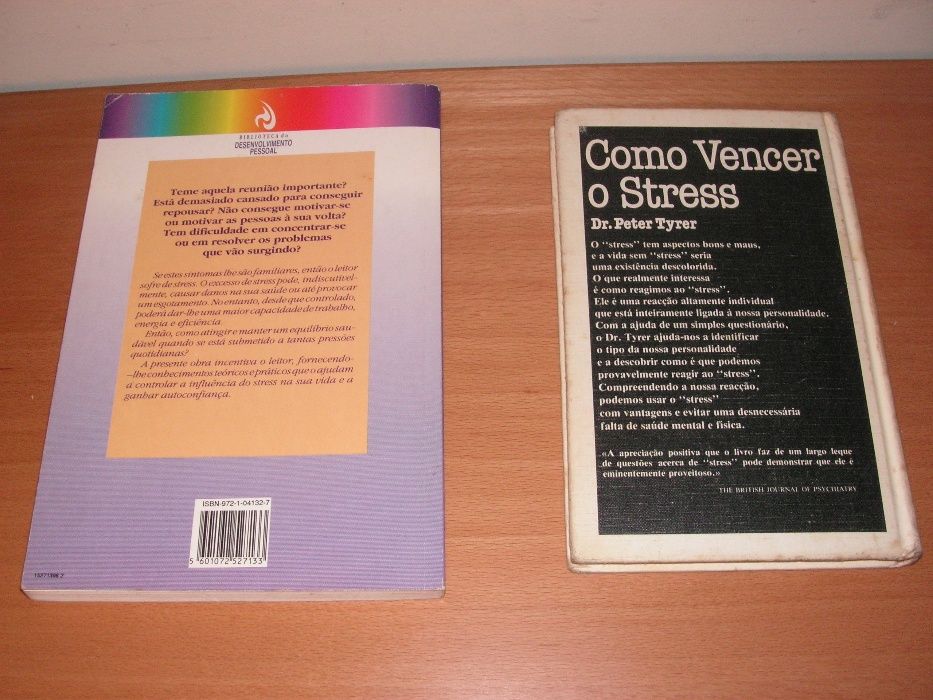 BIBLIOTECA do
DESENVOLVIMENTO
PESSOAL
Teme aquela reunião importante?
Está demasiado cansado para conseguir
repousar? Não consegue motivar-se
ou motivar as pessoas à sua volta?
Tem dificuldade em concentrar-se
ou em resolver os problemas
que vão surgindo?
Se estes sintomas lhe são familiares, então o leitor
sofre de stress. O excesso de stress pode, indiscutivel-
mente, causar danos na sua saúde ou até provocar
um esgotamento. No entanto, desde que controlado,
poderá dar-lhe uma maior capacidade de trabalho,
energia e eficiência.
Então, como atingir e manter um equilíbrio sau-
dável quando se está submetido a tantas pressões
quotidianas?
A presente obra incentiva o leitor, fornecendo-
-lhe conhecimentos teóricos e práticos que o ajudam
a controlar a influência do stress na sua vida e a
ganhar autoconfiança.
ISBN-972-1-04132-7
5 601072 527133
Como Vencer
o Stress
Dr. Peter Tyrer
O "stress" tem aspectos bons e maus,
e a vida sem "stress" seria
uma existência descolorida.
O que realmente interessa
é como reagimos ao "stress".
Ele é uma reacção altamente individual
que está inteiramente ligada à nossa personalidade.
Com a ajuda de um simples questionário,
o Dr. Tyrer ajuda-nos a identificar
o tipo da nossa personalidade
e a descobrir como é que podemos
provavelmente reagir ao "stress".
Compreendendo a nossa reacção,
podemos usar o "stress"
com vantagens e evitar uma desnecessária
falta de saúde mental e física.
«A apreciação positiva que o livro faz de um largo leque
de questões acerca de "stress" pode demonstrar que ele é
eminentemente proveitoso.»
THE BRITISH JOURNAL OF PSYCHIATRY